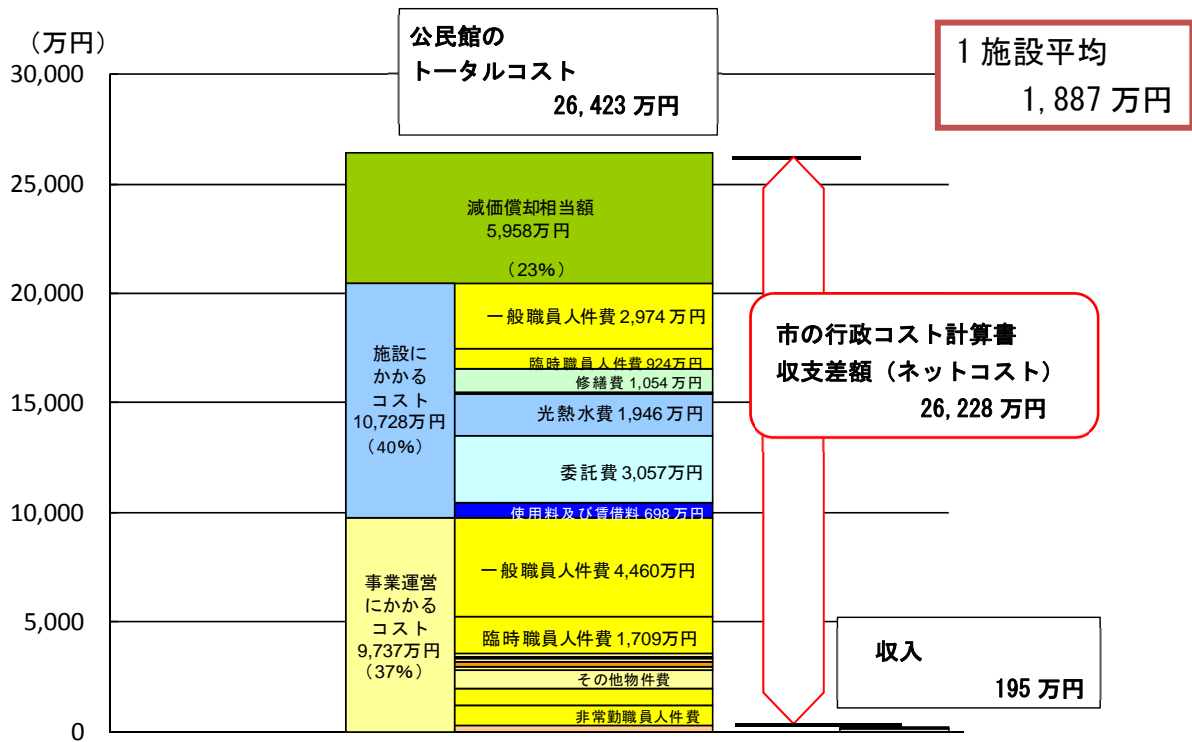 （万円）
30,000
25,000
20,000
15,000
10,000
5,000
0
公民館の
トータルコスト
26,423 万円
1 施設平均
1,887 万円
減価償却相当額
5,958万円
（23%）
施設に
かかる
コスト
10,728万円
（40%）
一般職員人件費 2,974 万円
臨時職員人件費 924万円
修繕費 1,054 万円
光熱水費 1,946 万円
委託費 3,057万円
使用料及び賃借料 698 万円
事業運営
にかかる
コスト
9,737万円
（37%）
一般職員人件費 4,460万円
臨時職員人件費 1,709万円
その他物件費
非常勤職員人件費
市の行政コスト計算書
収支差額（ネットコスト）
26,228 万円
収入
195 万円